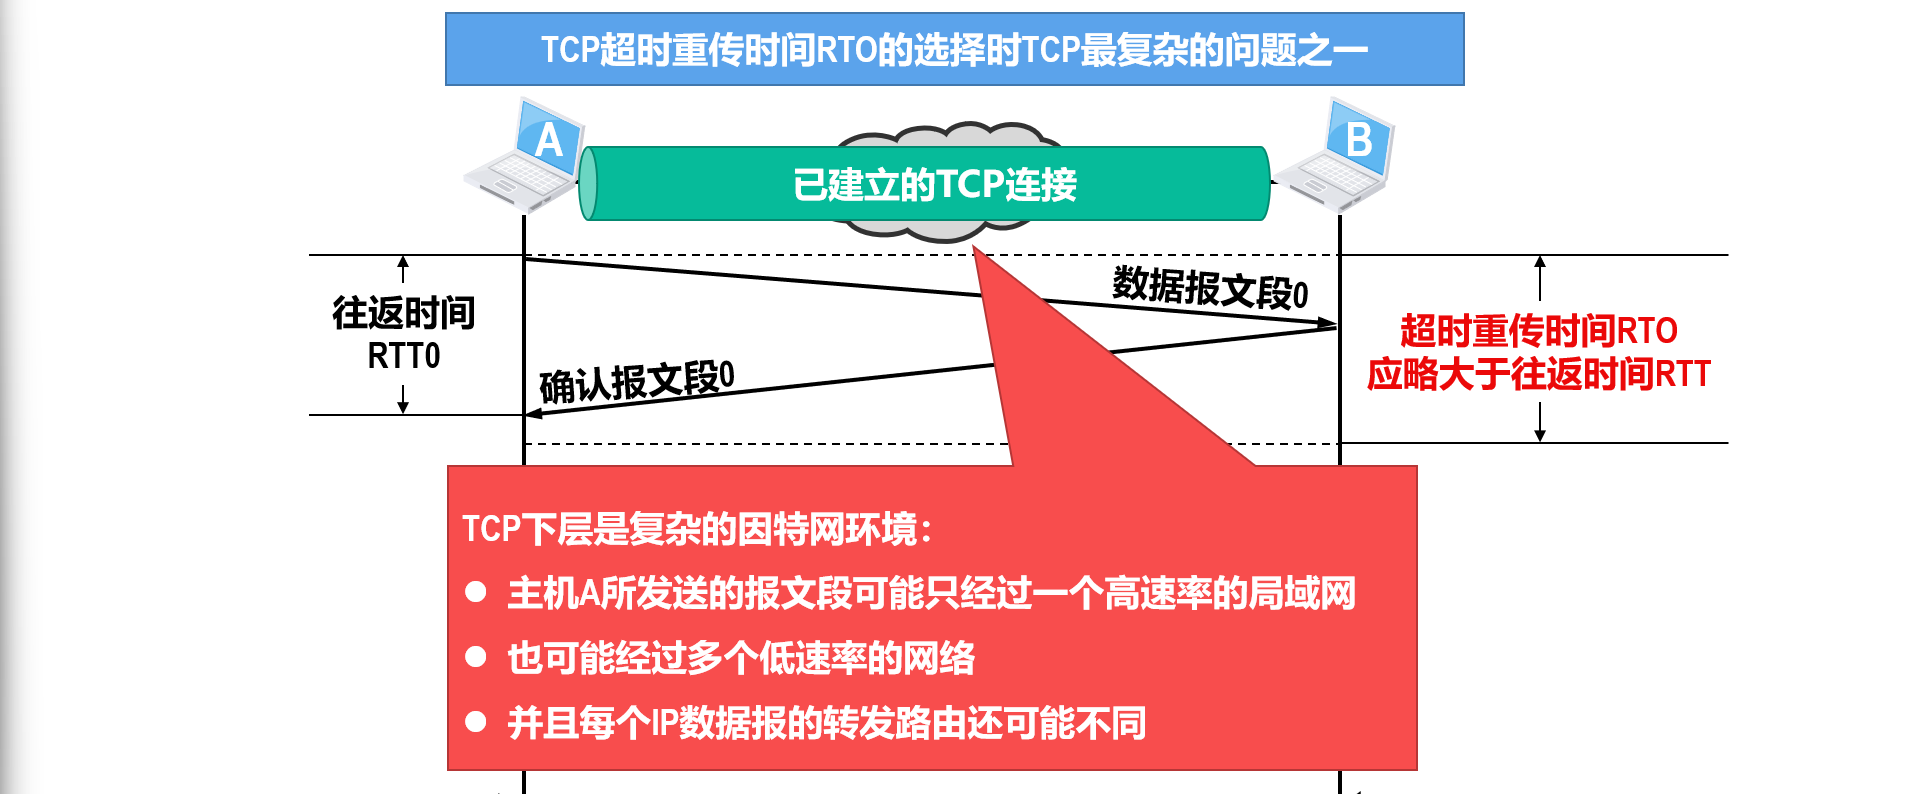 TCP超时重传时间RTO的选择时TCP最复杂的问题之一
A
B
已建立的TCP连接
数据报文段0
往返时间
RTT0
超时重传时间RTO
应略大于往返时间RTT
确认报文段0
TCP下层是复杂的因特网环境：
● 主机A所发送的报文段可能只经过一个高速率的局域网
● 也可能经过多个低速率的网络
● 并且每个IP数据报的转发路由还可能不同